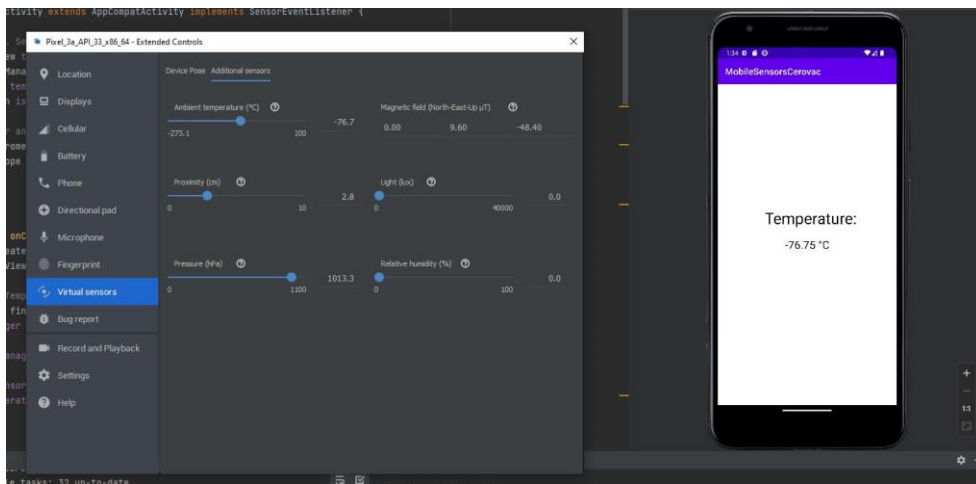 ctivity extends AppCompatActivity implements SensorEventListener {
Pixel_3a_API_33_x86_64 - Extended Controls
Location
Displays
Cellular
Battery
Phone
Directional pad
Microphone
Fingerprint
Virtual sensors
Bug report
Record and Playback
Settings
Help
Device Pose Additional sensors
Ambient temperature (°C)
-76.7
-273.1 100
Magnetic field (North-East-Up µT)
0.00 9.60 -48.40
Proximity (cm)
2.8
0 10
Light (lux)
0.0
0 40000
Pressure (hPa)
1013.3
0 1100
Relative humidity (%)
0.0
0 100
1:34
MobileSensorsCerovac
Temperature:
-76.75 °C
1:1
e tasks: 32 up-to-date